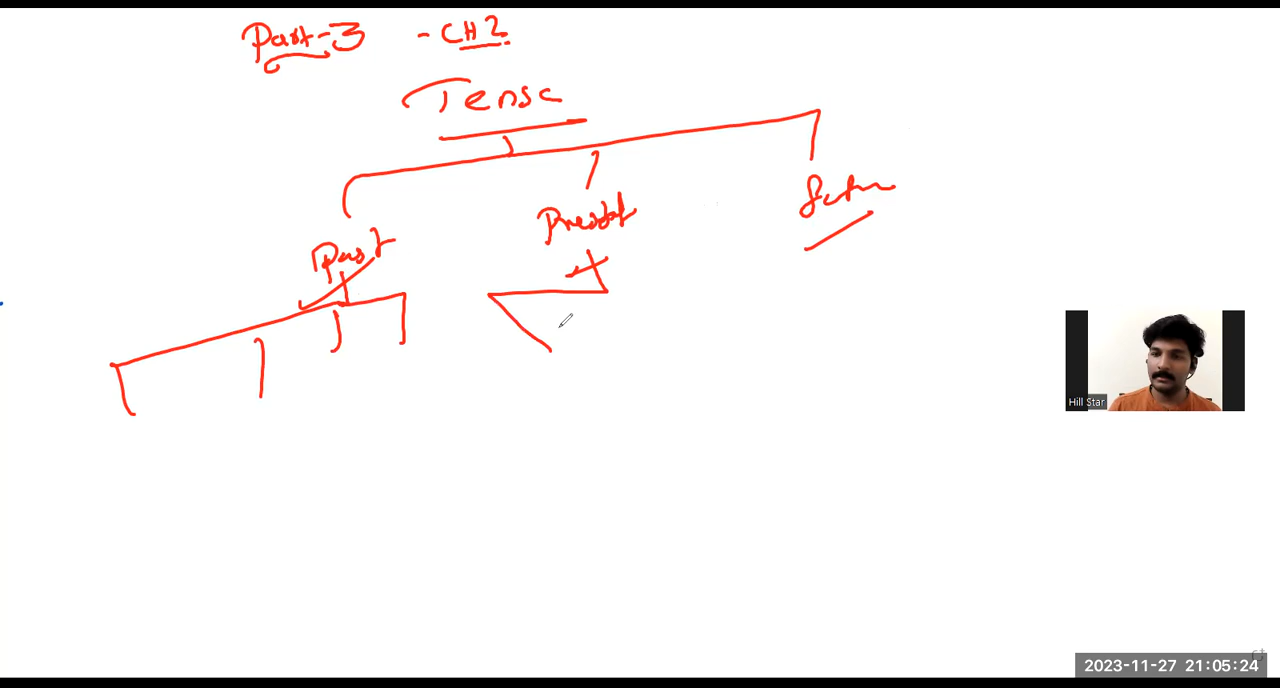 Part-3 - CH2.
Tense
Past Present Future
Hill Star
2023-11-27 21:05:24